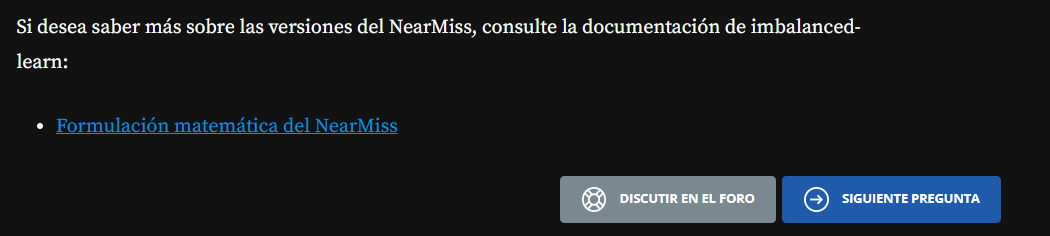 Si desea saber más sobre las versiones del NearMiss, consulte la documentación de imbalanced-
learn:
• Formulación matemática del NearMiss
DISCUTIR EN EL FORO
SIGUIENTE PREGUNTA